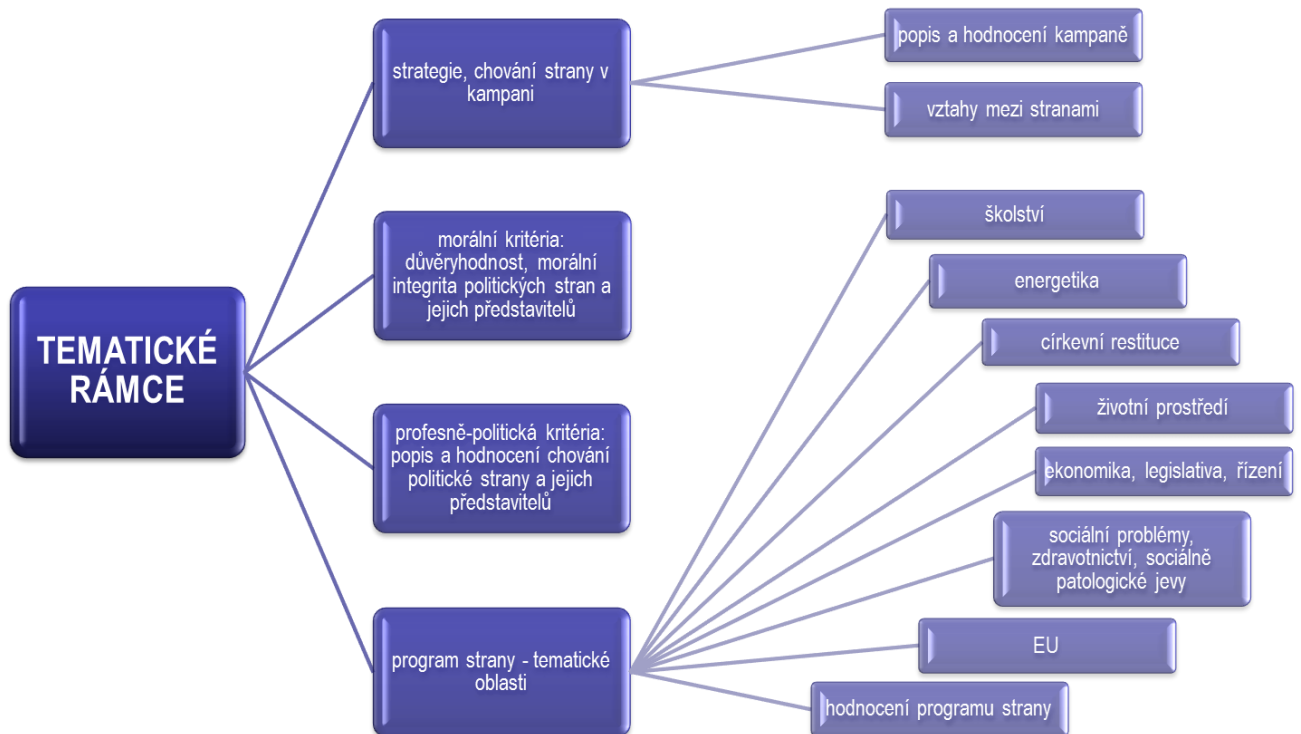 TEMATICKÉ
RÁMCE
strategie, chování strany v
kampani
popis a hodnocení kampaně
vztahy mezi stranami
morální kritéria:
důvěryhodnost, morální
integrita politických stran a
jejich představitelů
profesně-politická kritéria:
popis a hodnocení chování
politické strany a jejich
představitelů
program strany - tematické
oblasti
školství
energetika
církevní restituce
životní prostředí
ekonomika, legislativa, řízení
sociální problémy,
zdravotnictví, sociálně
patologické jevy
EU
hodnocení programu strany